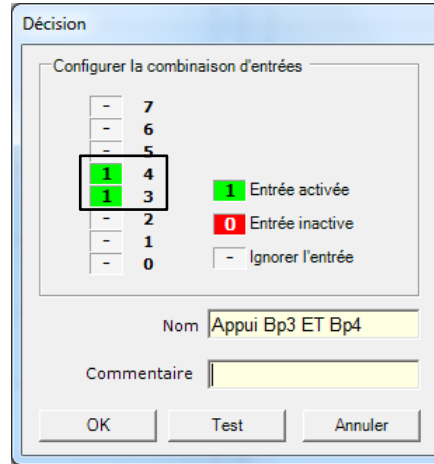 Décision
Configurer la combinaison d'entrées
- 7
- 6
- 5
1 4
1 3
- 2
- 1
- 0
1 Entrée activée
0 Entrée inactive
- Ignorer l'entrée
Nom Appui Bp3 ET Bp4
Commentaire
OK Test Annuler